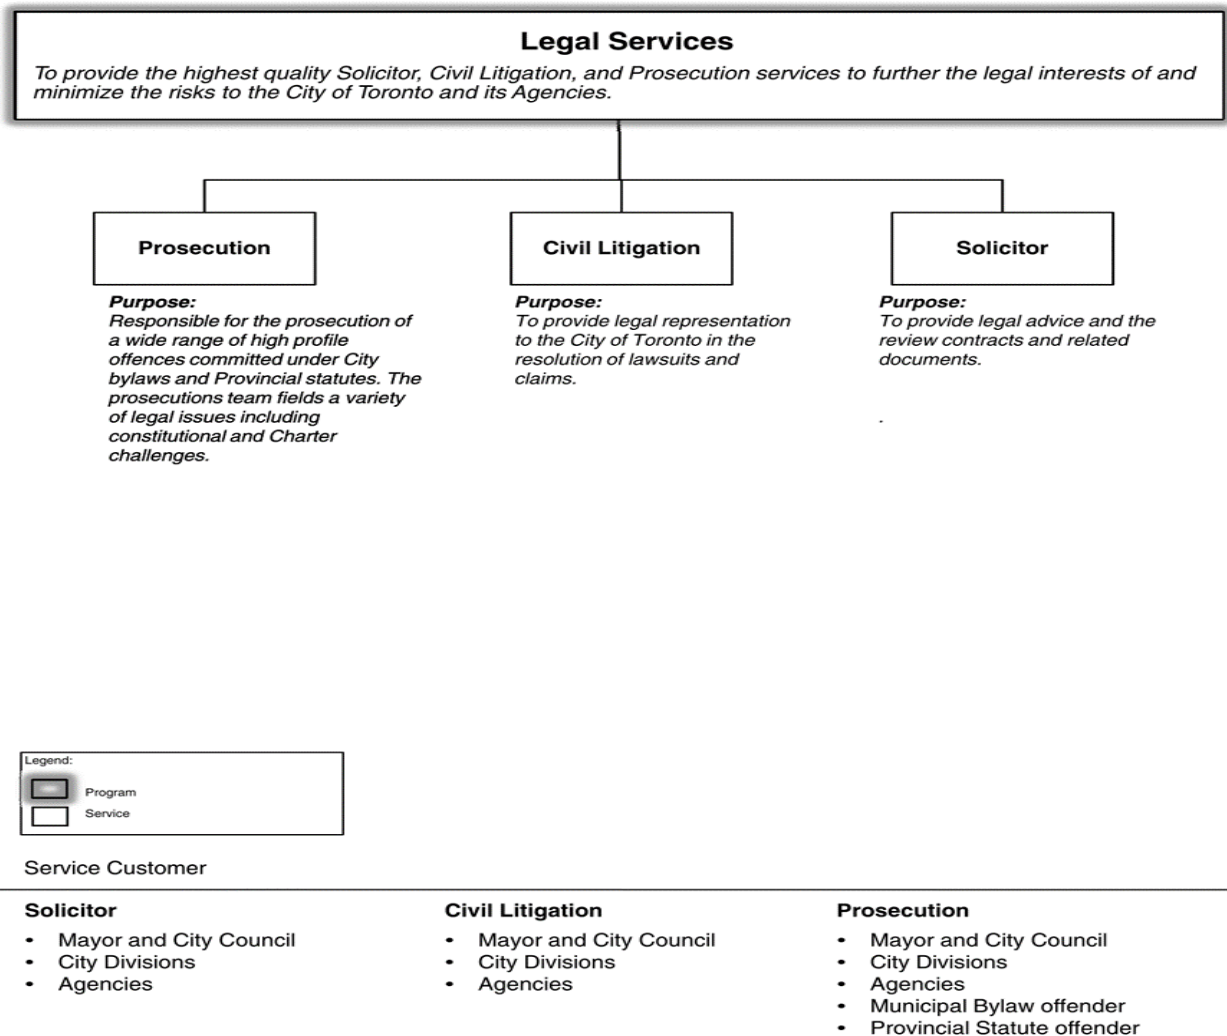 Legal Services
To provide the highest quality Solicitor, Civil Litigation, and Prosecution services to further the legal interests of and
minimize the risks to the City of Toronto and its Agencies.
Prosecution
Purpose:
Responsible for the prosecution of
a wide range of high profile
offences committed under City
bylaws and Provincial statutes. The
prosecutions team fields a variety
of legal issues including
constitutional and Charter
challenges.
Civil Litigation
Purpose:
To provide legal representation
to the City of Toronto in the
resolution of lawsuits and
claims.
Solicitor
Purpose:
To provide legal advice and the
review contracts and related
documents.
.
Legend:
Program
Service
Service Customer
Solicitor
• Mayor and City Council
• City Divisions
• Agencies
Civil Litigation
• Mayor and City Council
• City Divisions
• Agencies
Prosecution
• Mayor and City Council
• City Divisions
• Agencies
• Municipal Bylaw offender
• Provincial Statute offender